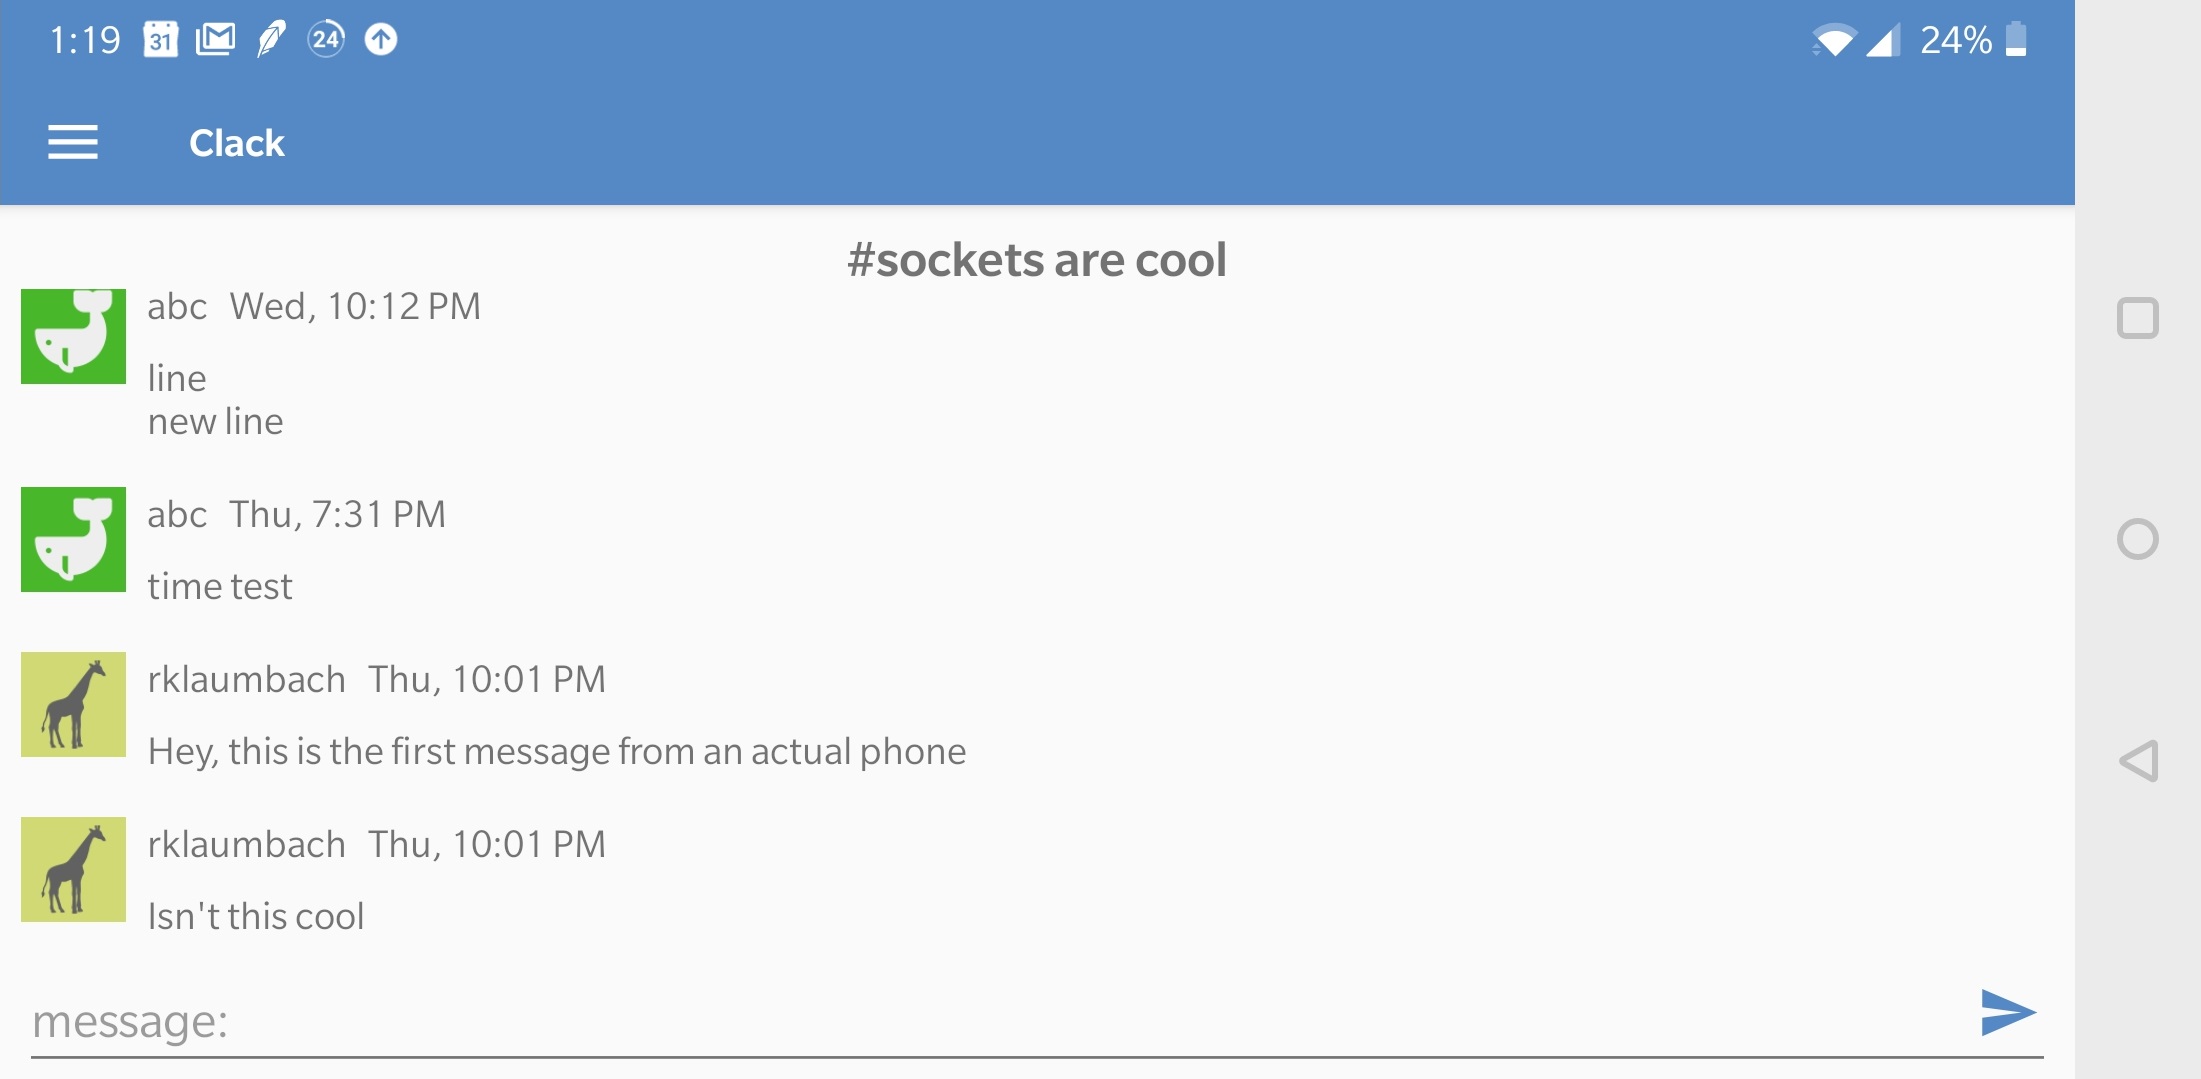 1:19 31 24 24%
Clack
#sockets are cool
abc Wed, 10:12 PM
line
new line
abc Thu, 7:31 PM
time test
rklaumbach Thu, 10:01 PM
Hey, this is the first message from an actual phone
rklaumbach Thu, 10:01 PM
Isn't this cool
message: